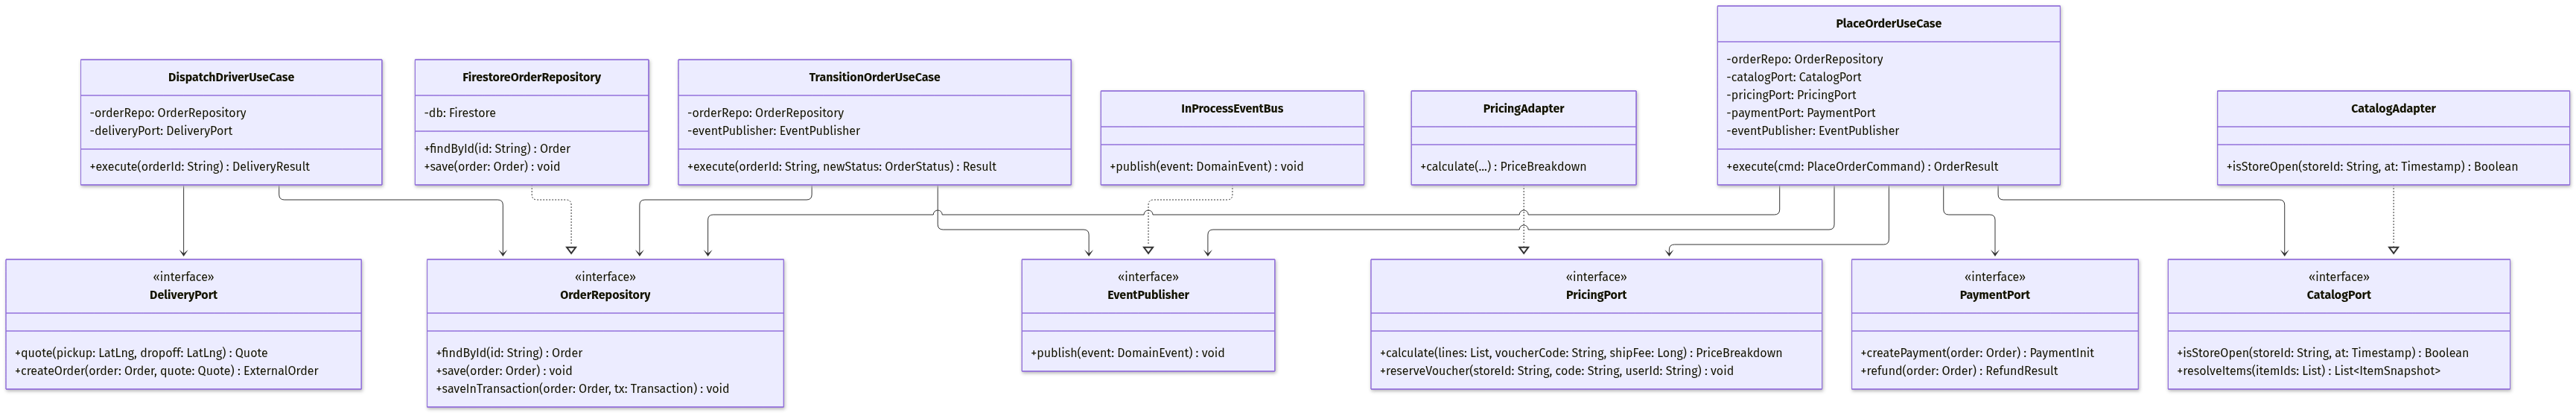 DispatchDriverUseCase
-orderRepo: OrderRepository
-deliveryPort: DeliveryPort
+execute(orderId: String) : DeliveryResult
FirestoreOrderRepository
-db: Firestore
+findById(id: String) : Order
+save(order: Order) : void
TransitionOrderUseCase
-orderRepo: OrderRepository
-eventPublisher: EventPublisher
+execute(orderId: String, newStatus: OrderStatus) : Result
InProcessEventBus
+publish(event: DomainEvent) : void
PricingAdapter
+calculate(...) : PriceBreakdown
PlaceOrderUseCase
-orderRepo: OrderRepository
-catalogPort: CatalogPort
-pricingPort: PricingPort
-paymentPort: PaymentPort
-eventPublisher: EventPublisher
+execute(cmd: PlaceOrderCommand) : OrderResult
CatalogAdapter
+isStoreOpen(storeId: String, at: Timestamp) : Boolean
«interface»
DeliveryPort
+quote(pickup: LatLng, dropoff: LatLng) : Quote
+createOrder(order: Order, quote: Quote) : ExternalOrder
«interface»
OrderRepository
+findById(id: String) : Order
+save(order: Order) : void
+saveInTransaction(order: Order, tx: Transaction) : void
«interface»
EventPublisher
+publish(event: DomainEvent) : void
«interface»
PricingPort
+calculate(lines: List, voucherCode: String, shipFee: Long) : PriceBreakdown
+reserveVoucher(storeId: String, code: String, userId: String) : void
«interface»
PaymentPort
+createPayment(order: Order) : PaymentInit
+refund(order: Order) : RefundResult
«interface»
CatalogPort
+isStoreOpen(storeId: String, at: Timestamp) : Boolean
+resolveItems(itemIds: List) : List<ItemSnapshot>